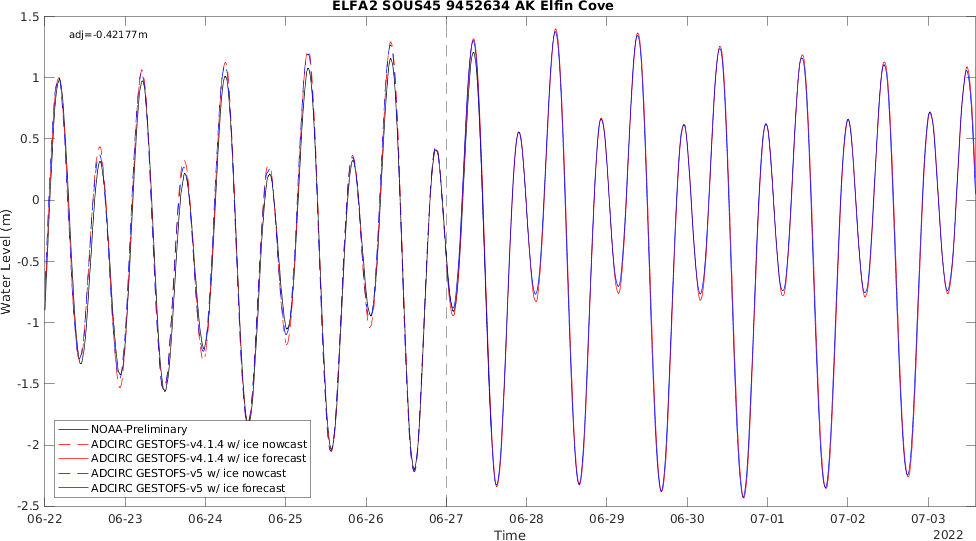 ELFA2 SOUS45 9452634 AK Elfin Cove
adj=-0.42177m
1.5
1
0.5
0
-0.5
-1
-1.5
-2
-2.5
Water Level (m)
NOAA-Preliminary
ADCIRC GESTOFS-v4.1.4 w/ ice nowcast
ADCIRC GESTOFS-v4.1.4 w/ ice forecast
ADCIRC GESTOFS-v5 w/ ice nowcast
ADCIRC GESTOFS-v5 w/ ice forecast
06-22 06-23 06-24 06-25 06-26 06-27 06-28 06-29 06-30 07-01 07-02 07-03
Time
2022